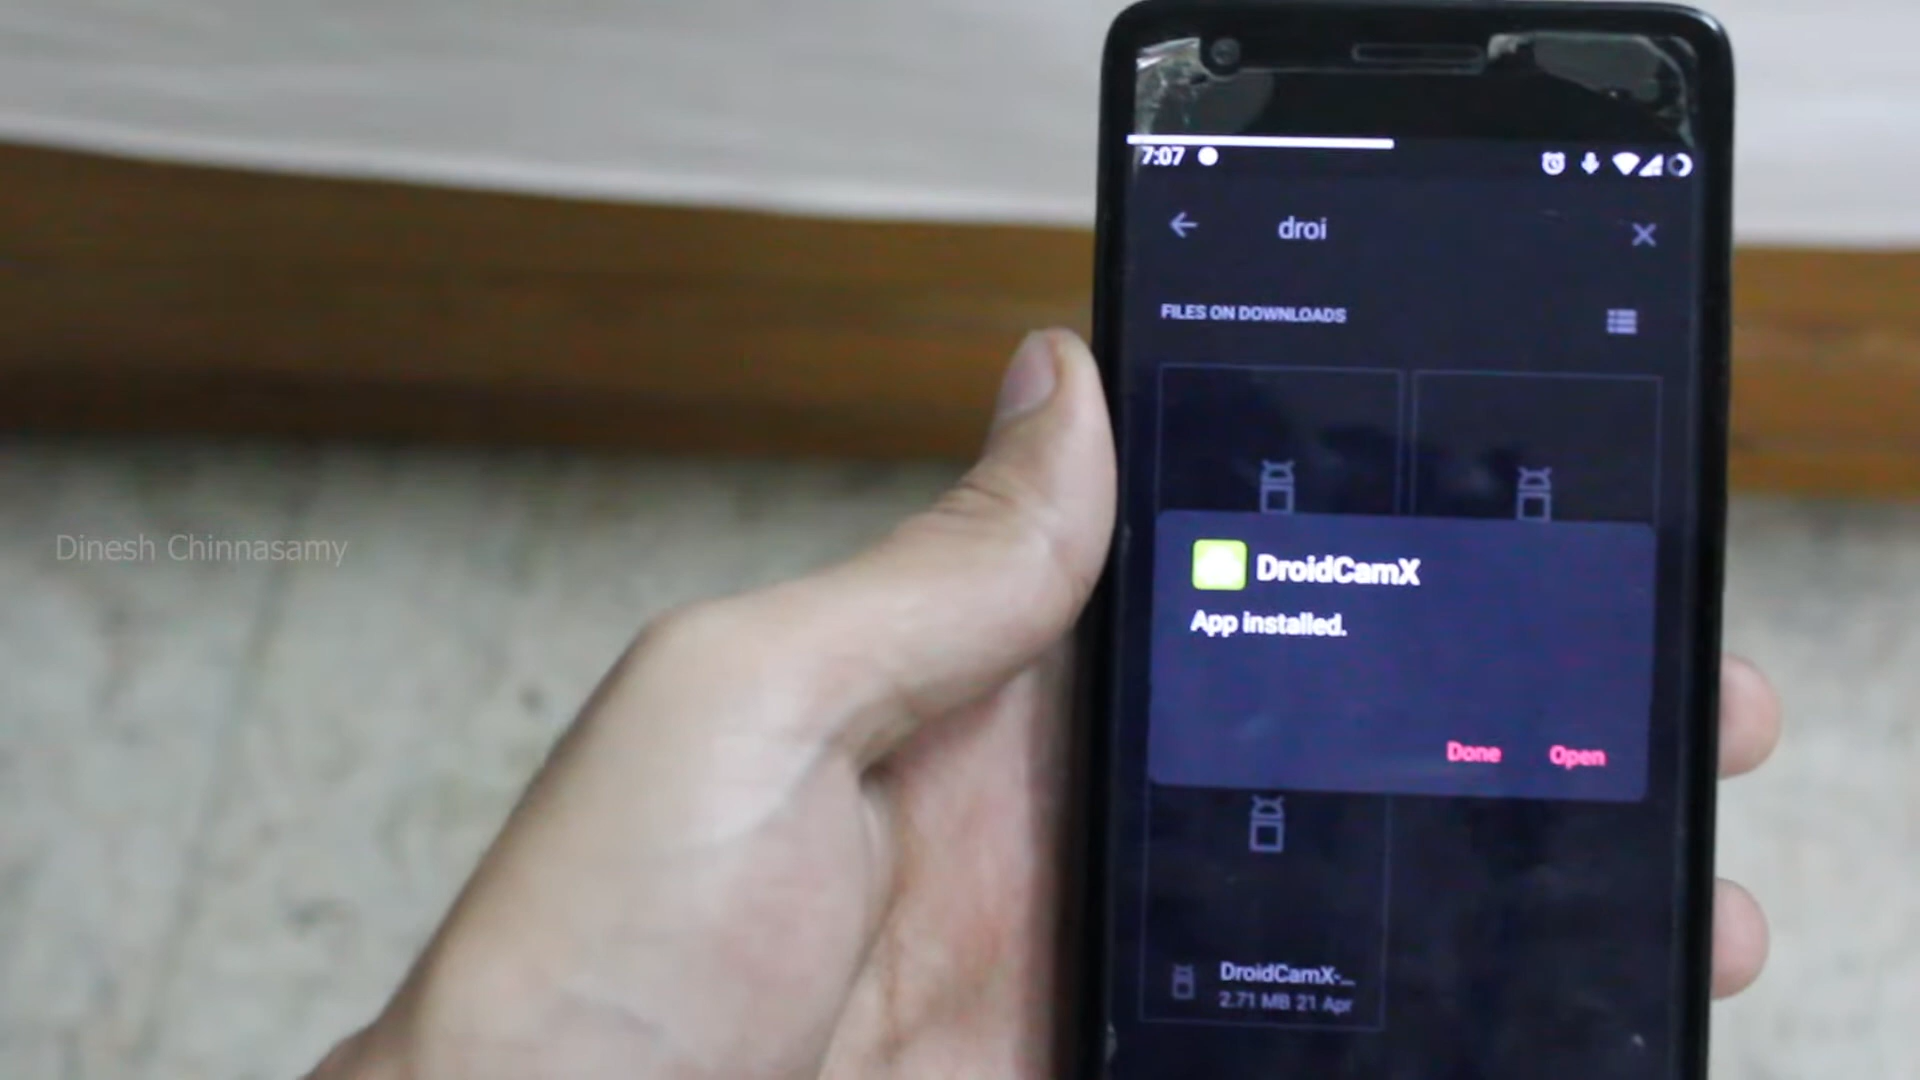 7:07
droi
FILES ON DOWNLOADS
Dinesh Chinnasamy
DroidCamX
App installed.
Done Open
DroidCamX-...
2.71 MB 21 Apr